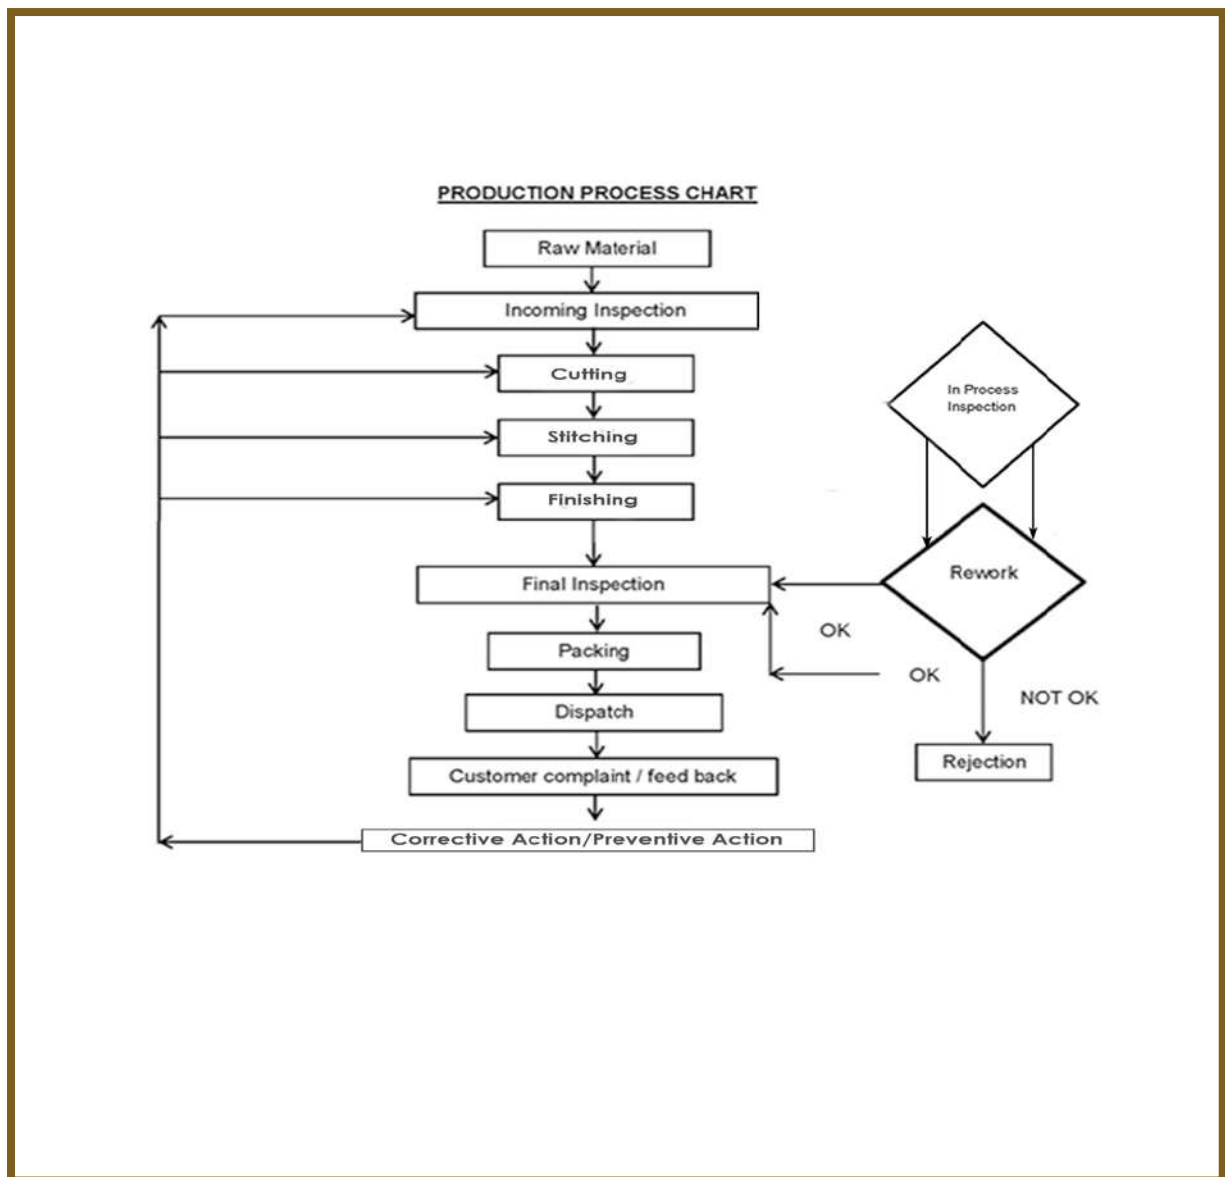 PRODUCTION PROCESS CHART
Raw Material
Incoming Inspection
Cutting
Stitching
Finishing
Final Inspection
Packing
Dispatch
Customer complaint / feed back
Corrective Action/Preventive Action
In Process
Inspection
Rework
OK
OK
NOT OK
Rejection